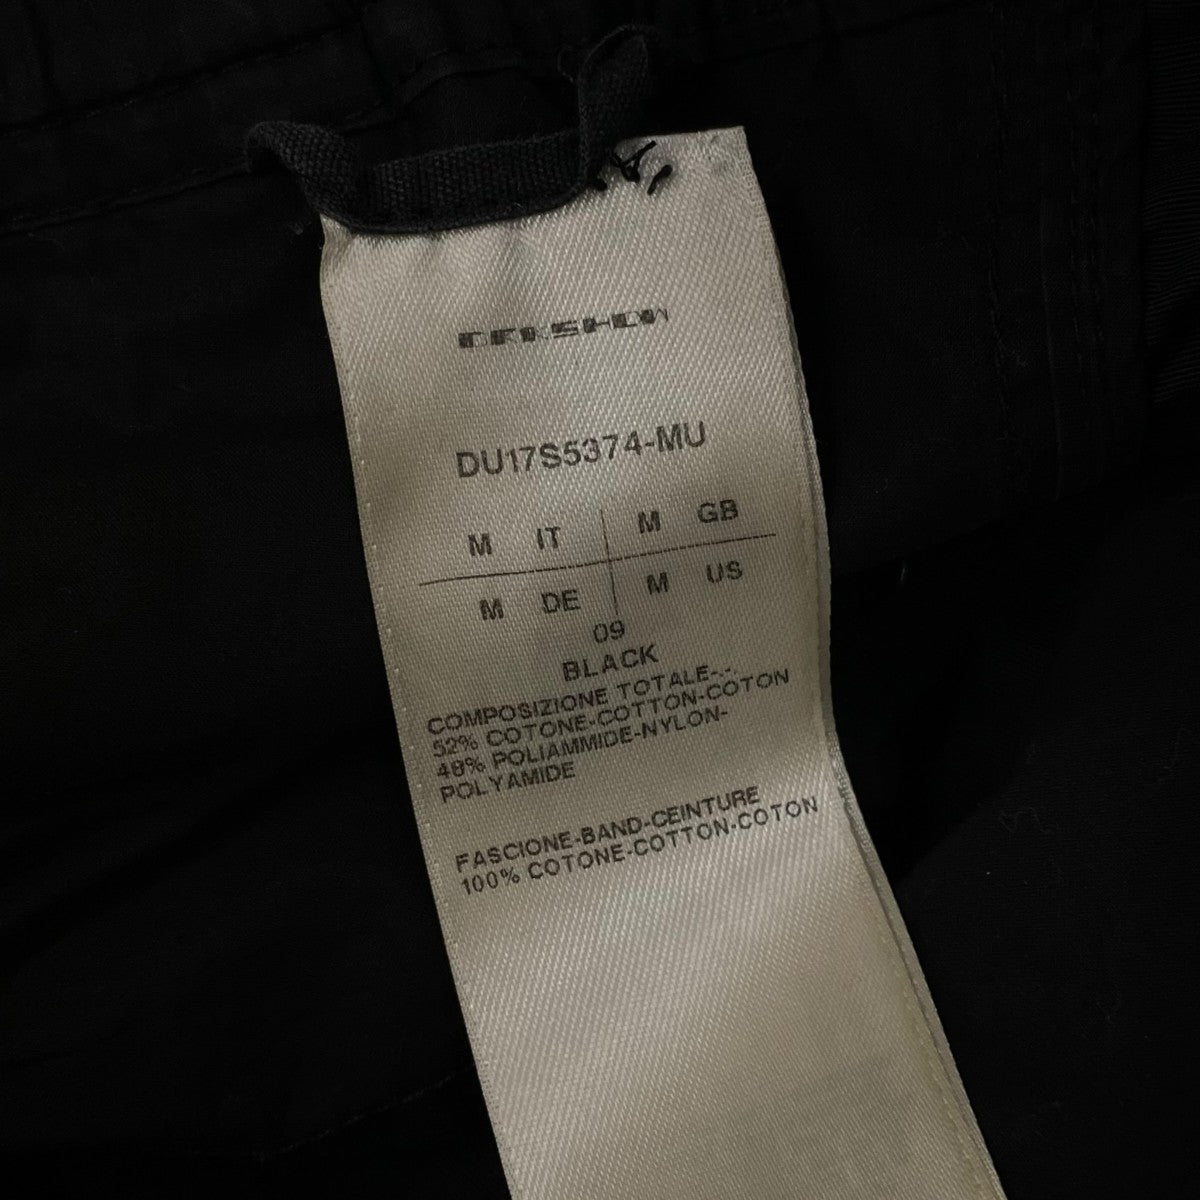 DRKSHDW
DU17S5374-MU
M IT M GB
M DE M US
09
BLACK
COMPOSIZIONE TOTALE-.-
52% COTONE-COTTON-COTON
48% POLIAMMIDE-NYLON-
POLYAMIDE
FASCIONE-BAND-CEINTURE
100% COTONE-COTTON-COTON